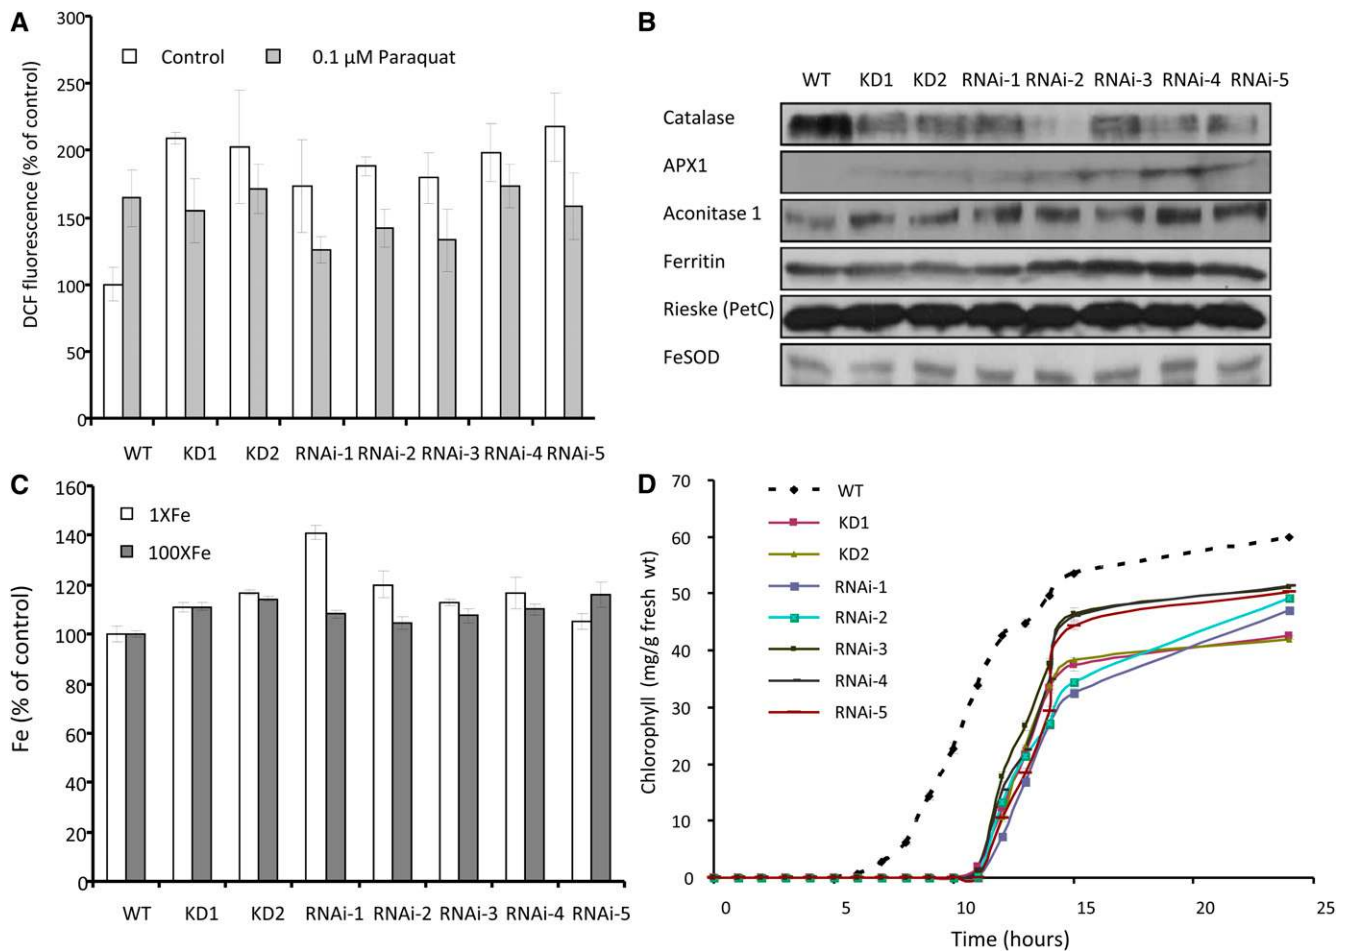 A
300
250
200
150
100
50
0
DCF fluorescence (% of control)
Control
0.1 µM Paraquat
WT KD1 KD2 RNAi-1 RNAi-2 RNAi-3 RNAi-4 RNAi-5
B
WT KD1 KD2 RNAi-1 RNAi-2 RNAi-3 RNAi-4 RNAi-5
Catalase
APX1
Aconitase 1
Ferritin
Rieske (PetC)
FeSOD
C
160
140
120
100
80
60
40
20
0
Fe (% of control)
1XFe
100XFe
WT KD1 KD2 RNAi-1 RNAi-2 RNAi-3 RNAi-4 RNAi-5
D
70
60
50
40
30
20
10
0
Chlorophyll (mg/g fresh wt)
WT
KD1
KD2
RNAi-1
RNAi-2
RNAi-3
RNAi-4
RNAi-5
0 5 10 15 20 25
Time (hours)